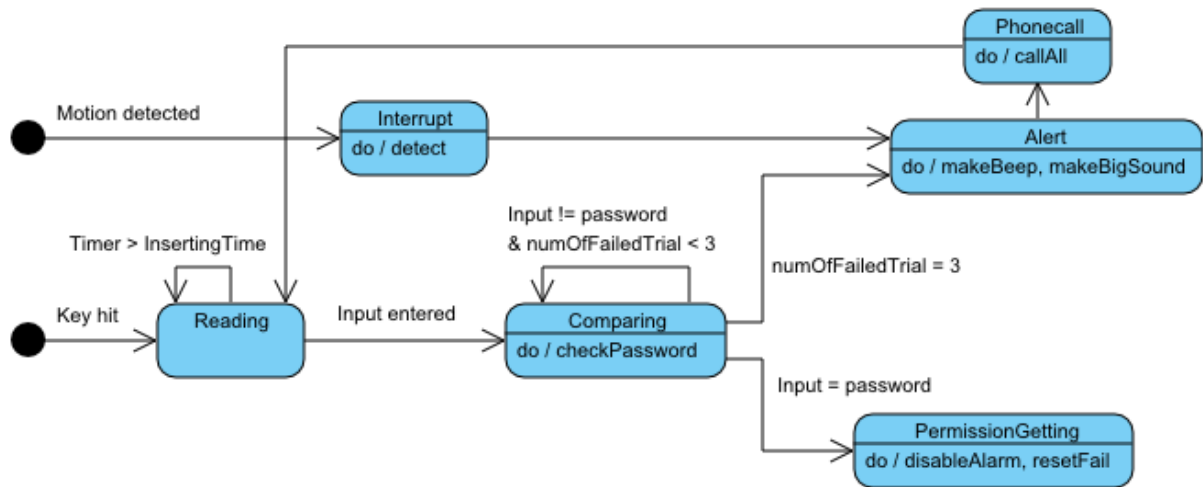 Phonecall
do / callAll
Motion detected
Interrupt
do / detect
Alert
do / makeBeep, makeBigSound
Input != password
& numOfFailedTrial < 3
Timer > InsertingTime
numOfFailedTrial = 3
Key hit
Reading
Input entered
Comparing
do / checkPassword
Input = password
PermissionGetting
do / disableAlarm, resetFail